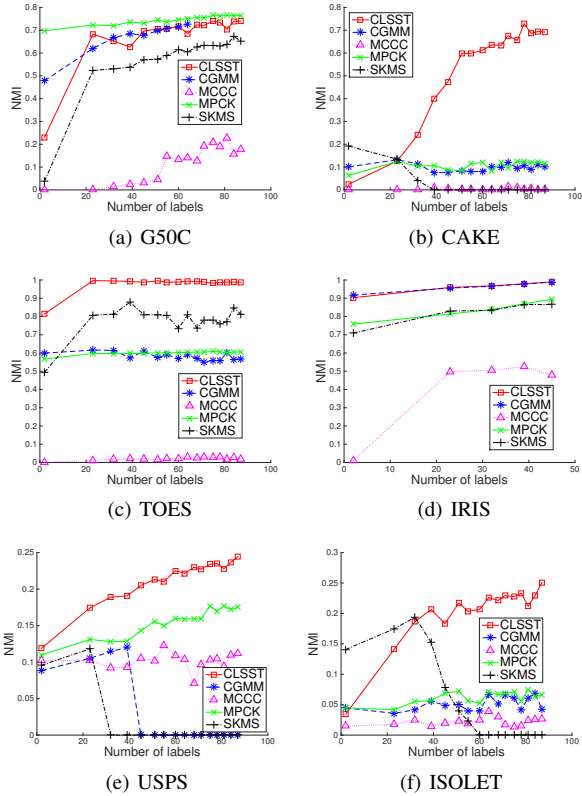 0.8
0.7
0.6
0.5
0.4
0.3
0.2
0.1
0
NMI
0 20 40 60 80 100
Number of labels
CLSST
CGMM
MCCC
MPCK
SKMS
(a) G50C
0.8
0.7
0.6
0.5
0.4
0.3
0.2
0.1
0
NMI
0 20 40 60 80 100
Number of labels
CLSST
CGMM
MCCC
MPCK
SKMS
(b) CAKE
1
0.9
0.8
0.7
0.6
0.5
0.4
0.3
0.2
0.1
0
NMI
0 20 40 60 80 100
Number of labels
CLSST
CGMM
MCCC
MPCK
SKMS
(c) TOES
1
0.9
0.8
0.7
0.6
0.5
0.4
0.3
0.2
0.1
0
NMI
0 10 20 30 40 50
Number of labels
CLSST
CGMM
MCCC
MPCK
SKMS
(d) IRIS
0.25
0.2
0.15
0.1
0.05
0
NMI
0 20 40 60 80 100
Number of labels
CLSST
CGMM
MCCC
MPCK
SKMS
(e) USPS
0.3
0.25
0.2
0.15
0.1
0.05
0
NMI
0 20 40 60 80 100
Number of labels
CLSST
CGMM
MCCC
MPCK
SKMS
(f) ISOLET